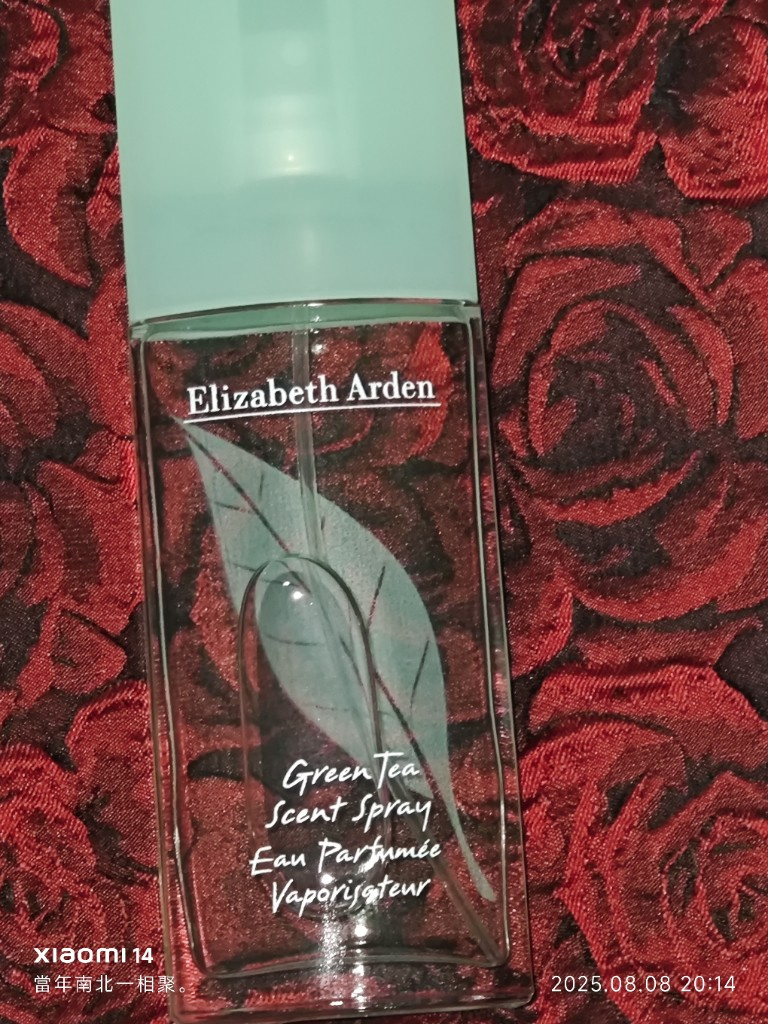 Elizabeth Arden
Green Tea
Scent Spray
Eau Parfumée
Vaporisateur
xiaomi 14
當年南北一相聚。
2025.08.08 20:14